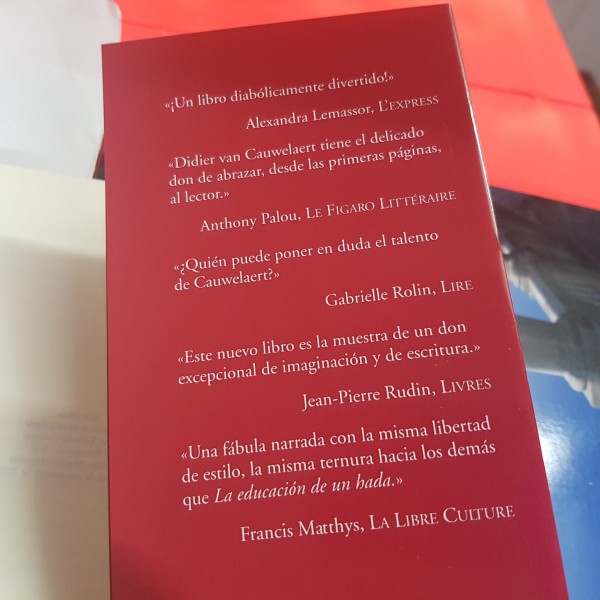 «¡Un libro diabólicamente divertido!»
Alexandra Lemassor, L'EXPRESS
«Didier van Cauwelaert tiene el delicado
don de abrazar, desde las primeras páginas,
al lector.»
Anthony Palou, LE FIGARO LITTÉRAIRE
«¿Quién puede poner en duda el talento
de Cauwelaert?»
Gabrielle Rolin, LIRE
«Este nuevo libro es la muestra de un don
excepcional de imaginación y de escritura.»
Jean-Pierre Rudin, LIVRES
«Una fábula narrada con la misma libertad
de estilo, la misma ternura hacia los demás
que La educación de un hada.»
Francis Matthys, LA LIBRE CULTURE